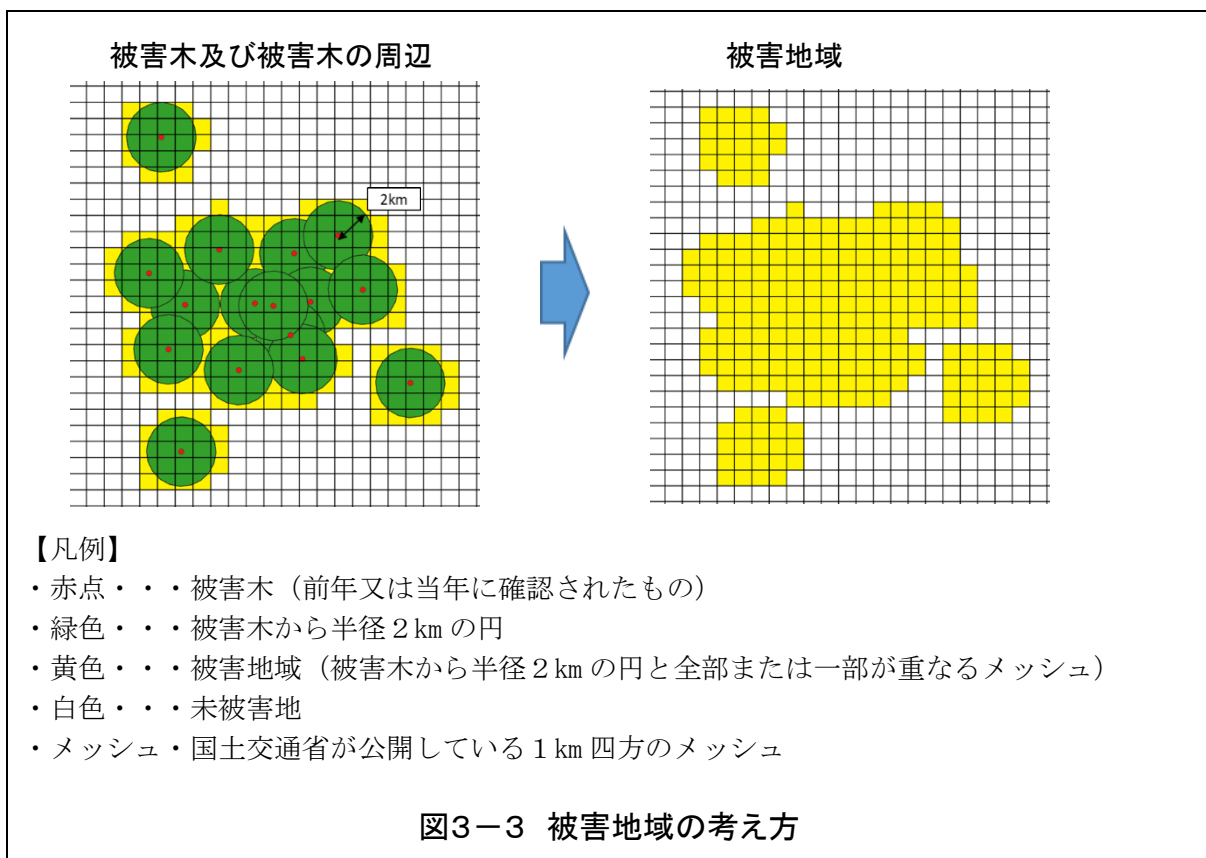 被害木及び被害木の周辺
被害地域
2km
【凡例】
・赤点・・・被害木（前年又は当年に確認されたもの）
・緑色・・・被害木から半径２㎞の円
・黄色・・・被害地域（被害木から半径２㎞の円と全部または一部が重なるメッシュ）
・白色・・・未被害地
・メッシュ・国土交通省が公開している１㎞四方のメッシュ
図３－３ 被害地域の考え方